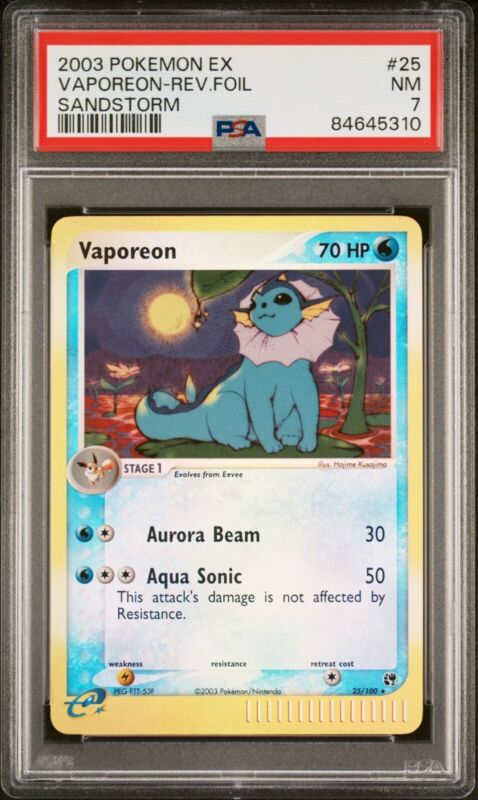 2003 POKEMON EX #25
VAPOREON-REV.FOIL NM
SANDSTORM 7
PSA 84645310
Vaporeon 70 HP
STAGE 1 Evolves from Eevee
Illus. Hajime Kusajima
Aurora Beam 30
Aqua Sonic 50
This attack's damage is not affected by
Resistance.
weakness resistance retreat cost
PEG-FTT-53F ©2003 Pokémon/Nintendo 25/100 ★
e
PSA